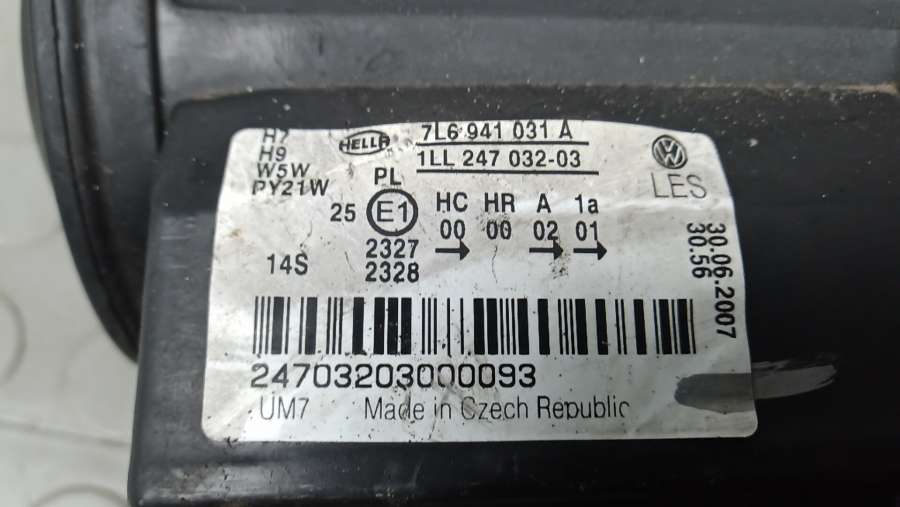 H7
H9
W5W
PY21W
HELLA
7L6 941 031 A
1LL 247 032-03
LES
PL
25 E1
HC HR A 1a
00 00 02 01
2327
2328
14S
30.06.2007
30.56
24703203000093
UM7 Made in Czech Republic